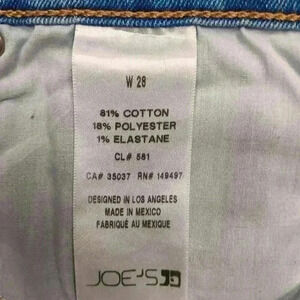 W 28
81% COTTON
18% POLYESTER
1% ELASTANE
CL# 581
CA# 35037 RN# 149497
DESIGNED IN LOS ANGELES
MADE IN MEXICO
FABRIQUÉ AU MEXIQUE
JOE'S